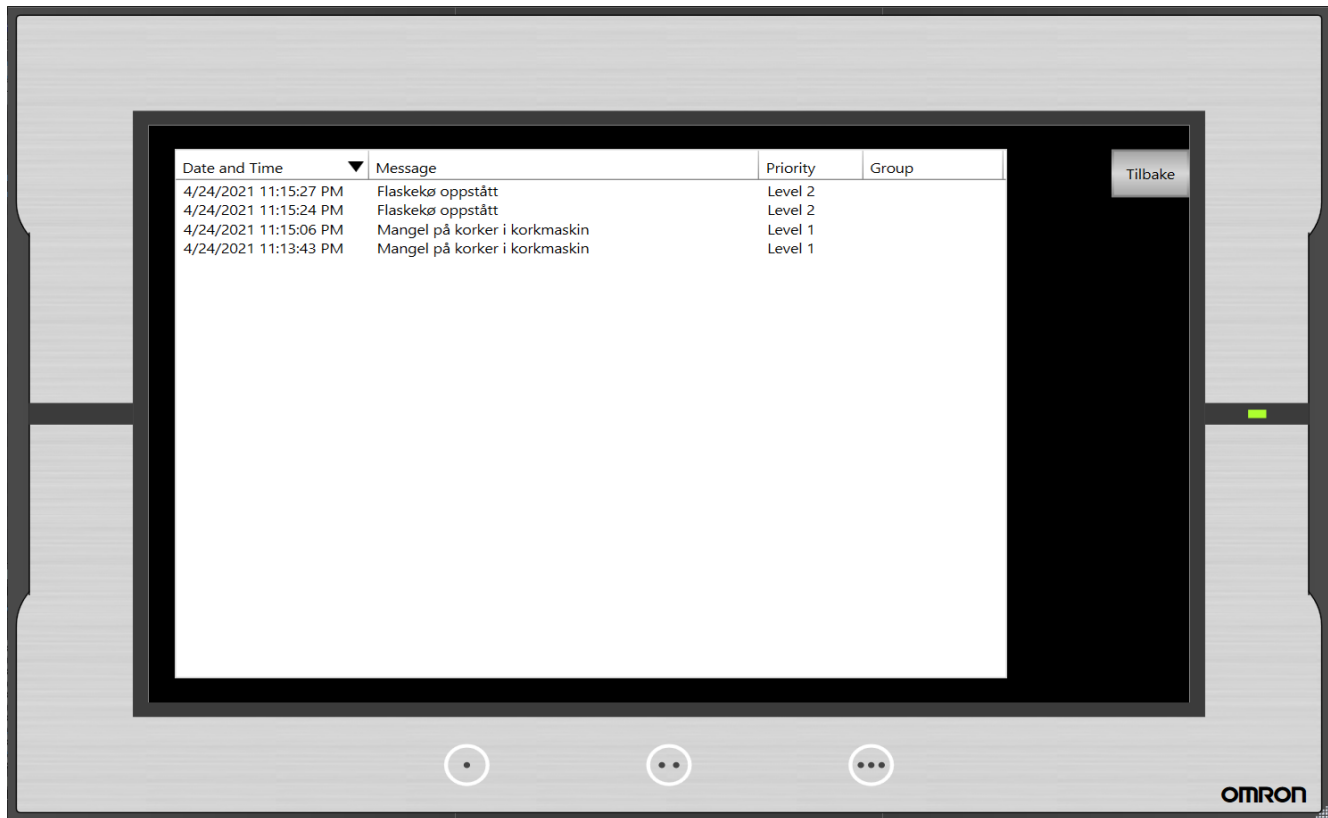 Date and Time Message Priority Group
4/24/2021 11:15:27 PM Flaskekø oppstått Level 2
4/24/2021 11:15:24 PM Flaskekø oppstått Level 2
4/24/2021 11:15:06 PM Mangel på korker i korkmaskin Level 1
4/24/2021 11:13:43 PM Mangel på korker i korkmaskin Level 1
Tilbake
OMRON